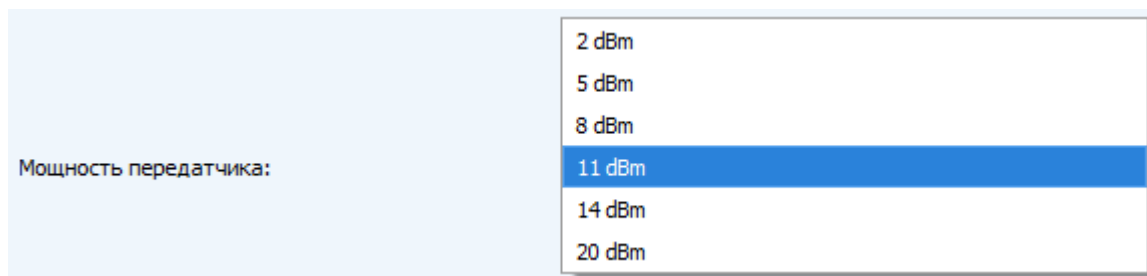 2 dBm
5 dBm
8 dBm
Мощность передатчика:
11 dBm
14 dBm
20 dBm